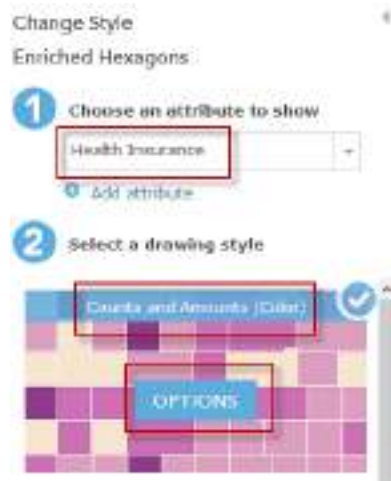 Change Style
Enriched Hexagons
1 Choose an attribute to show
Health Insurance
Add attribute
2 Select a drawing style
Counts and Amounts (Color)
OPTIONS